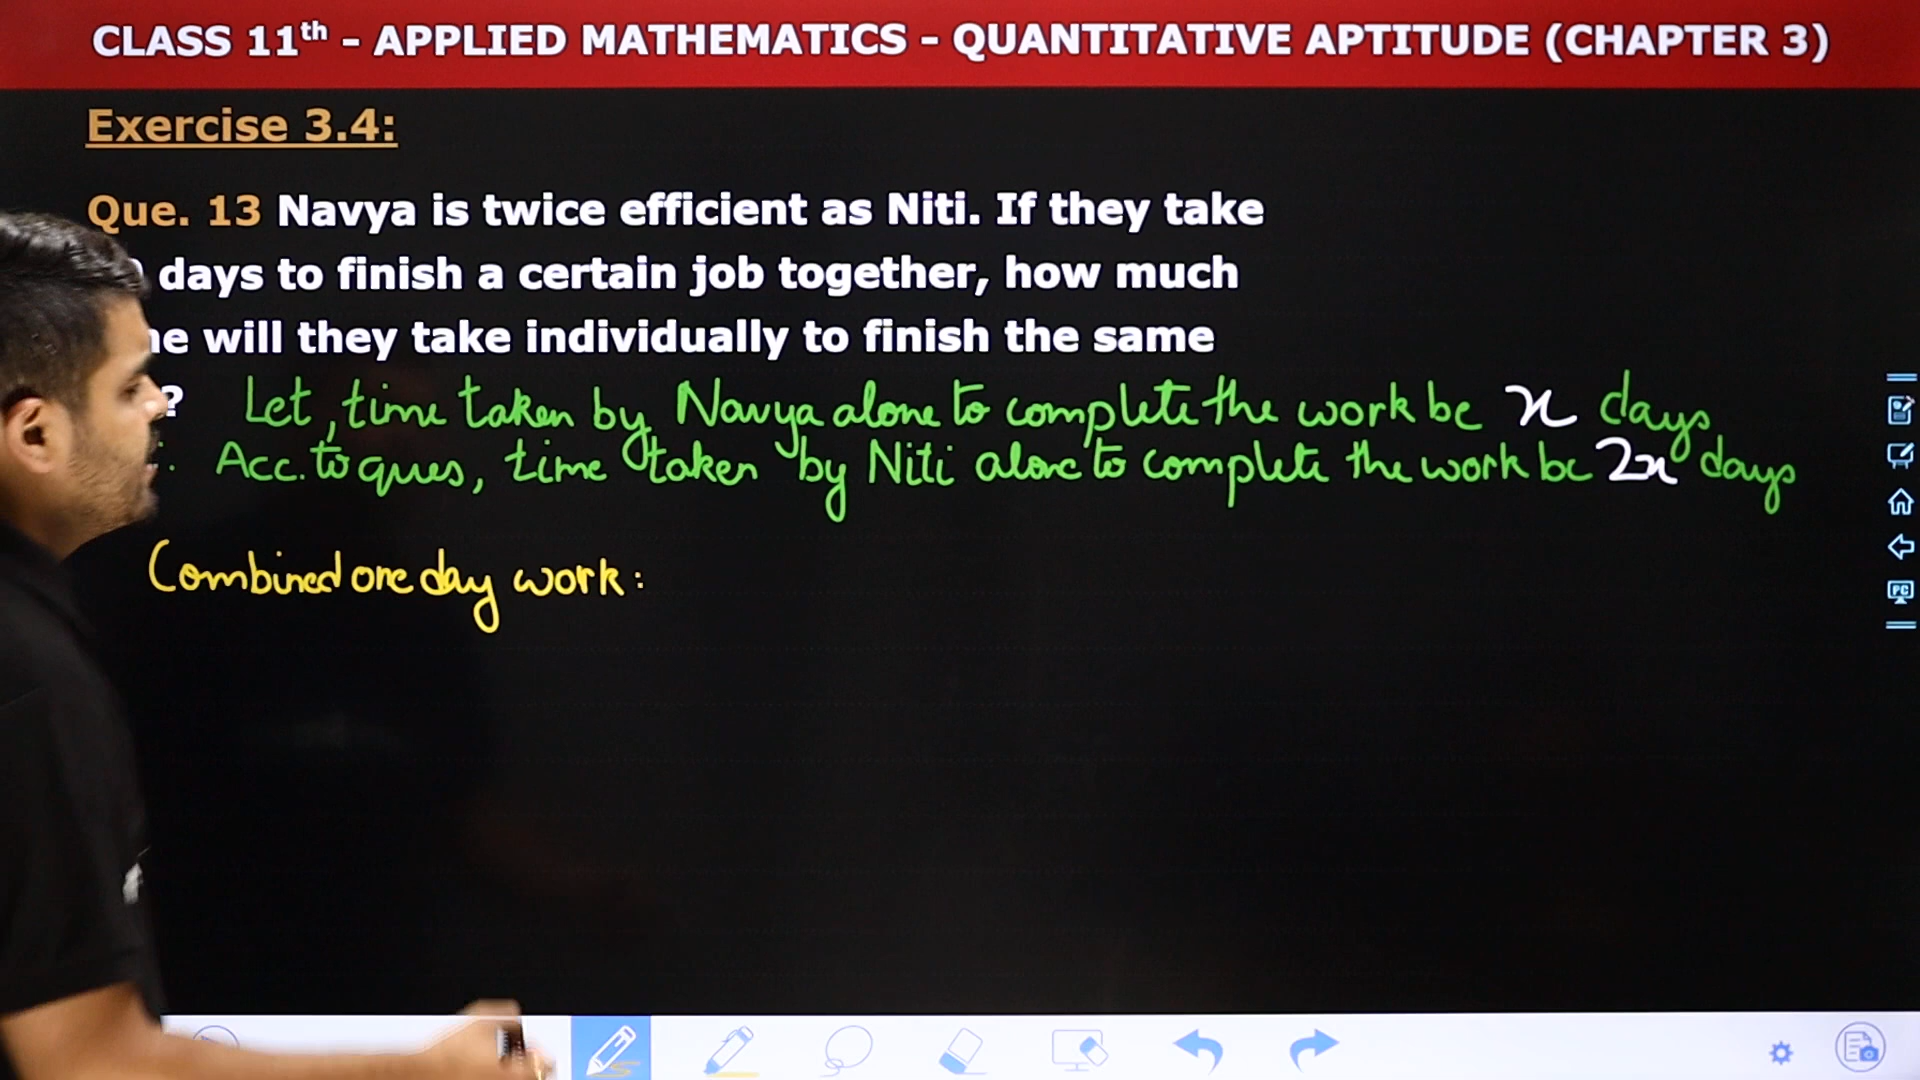 CLASS 11th - APPLIED MATHEMATICS - QUANTITATIVE APTITUDE (CHAPTER 3)
Exercise 3.4:
Que. 13 Navya is twice efficient as Niti. If they take
days to finish a certain job together, how much
will they take individually to finish the same
?
Let, time taken by Navya alone to complete the work be x days
∴ Acc. to ques, time taken by Niti alone to complete the work be 2x days
Combined one day work:
PC